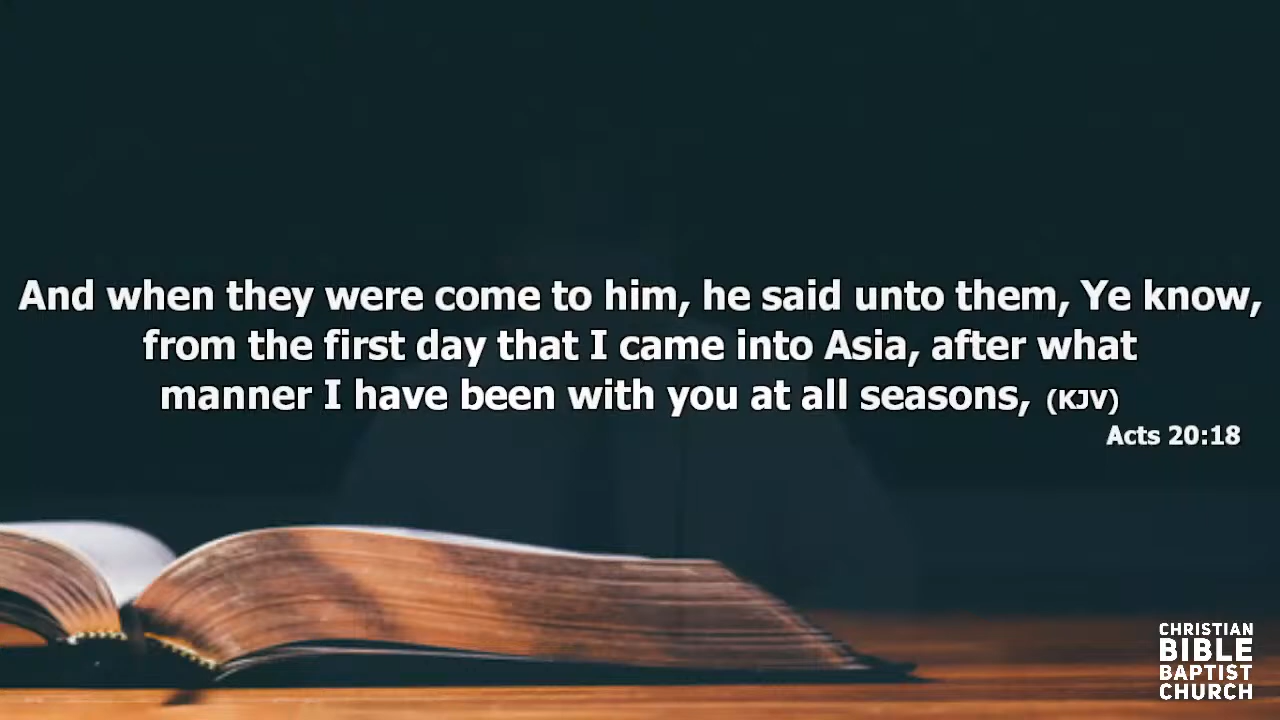 And when they were come to him, he said unto them, Ye know,
from the first day that I came into Asia, after what
manner I have been with you at all seasons, (KJV)
Acts 20:18
CHRISTIAN
BIBLE
BAPTIST
CHURCH